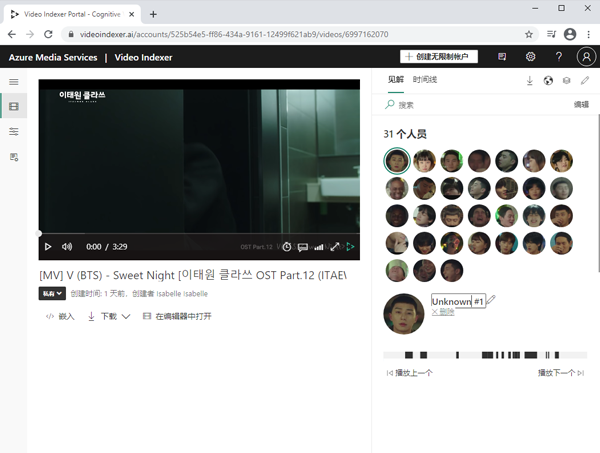 Video Indexer Portal - Cognitive
videoindexer.ai/accounts/525b54e5-ff86-434a-9161-12499f621ab9/videos/6997162070
Azure Media Services | Video Indexer
创建无限制帐户
이태원 클라쓰
见解 时间线
搜索 编辑
31 个人员
0:00 / 3:29
OST Part.12
[MV] V (BTS) - Sweet Night [이태원 클라쓰 OST Part.12 (ITAE\
私有 创建时间: 1 天前，创建者 Isabelle Isabelle
嵌入 下载 在编辑器中打开
Unknown #1
删除
播放上一个 播放下一个